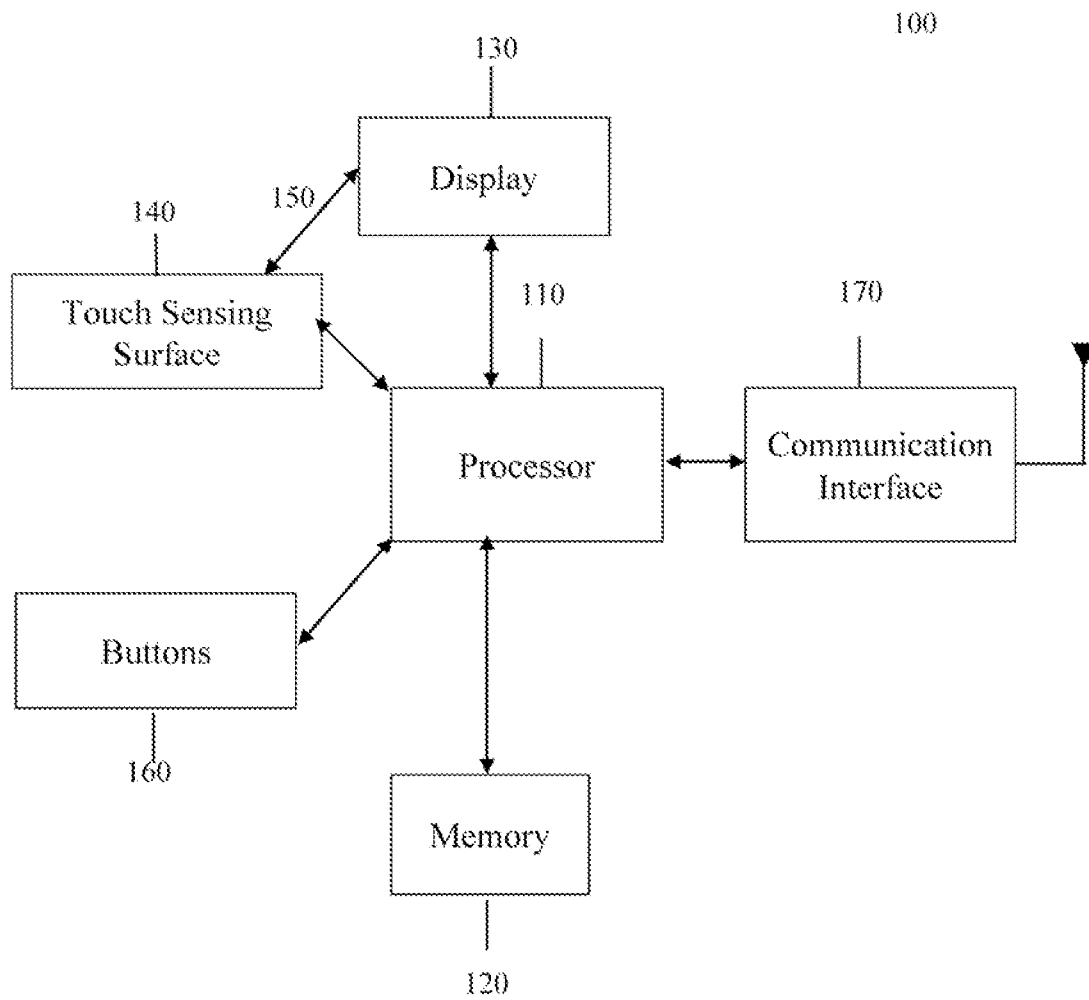 100
130
Display
150
140
Touch Sensing
Surface
110
170
Processor
Communication
Interface
Buttons
160
Memory
120